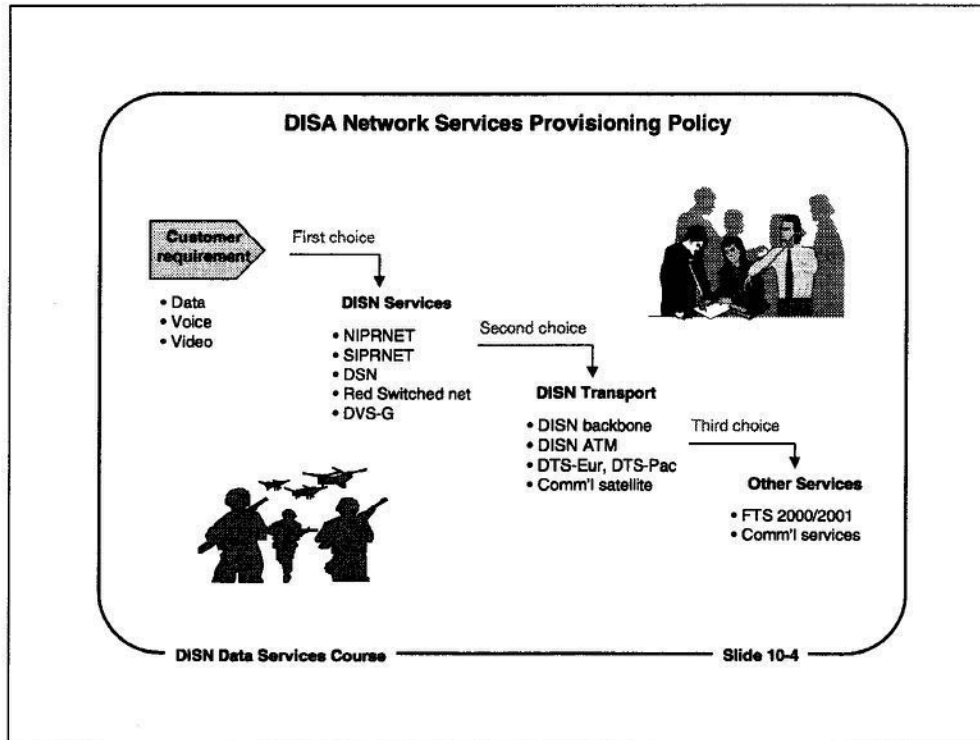 DISA Network Services Provisioning Policy
Customer
requirement
• Data
• Voice
• Video
First choice
DISN Services
• NIPRNET
• SIPRNET
• DSN
• Red Switched net
• DVS-G
Second choice
DISN Transport
• DISN backbone
• DISN ATM
• DTS-Eur, DTS-Pac
• Comm'l satellite
Third choice
Other Services
• FTS 2000/2001
• Comm'l services
DISN Data Services Course
Slide 10-4